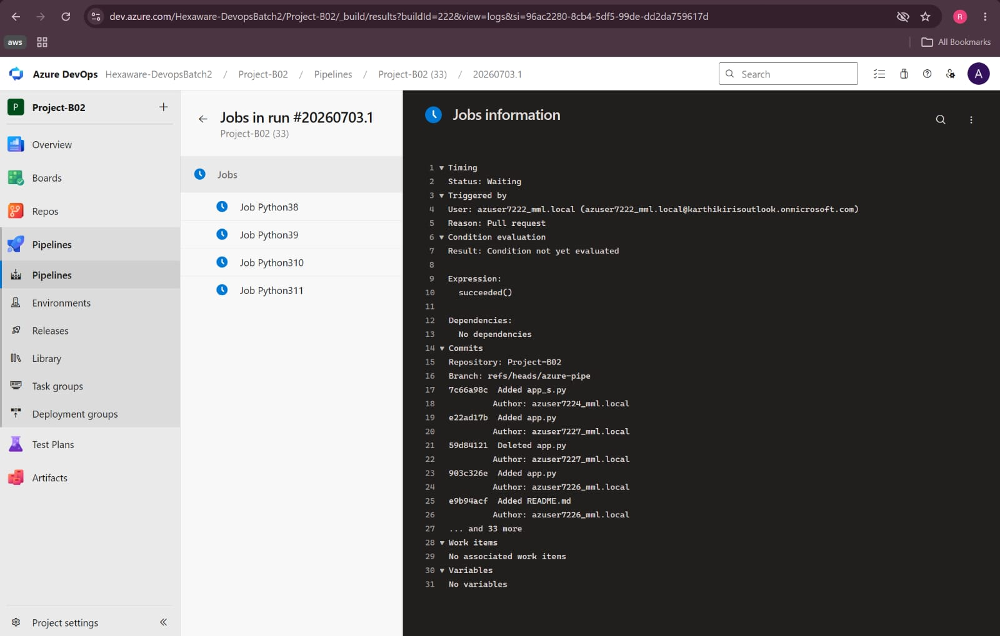 dev.azure.com/Hexaware-DevopsBatch2/Project-B02/_build/results?buildId=222&view=logs&si=96ac2280-8cb4-5df5-99de-dd2da759617d
R
aws
All Bookmarks
Azure DevOps Hexaware-DevopsBatch2 / Project-B02 / Pipelines / Project-B02 (33) / 20260703.1
Search
A
P Project-B02
Overview
Boards
Repos
Pipelines
Pipelines
Environments
Releases
Library
Task groups
Deployment groups
Test Plans
Artifacts
Project settings
Jobs in run #20260703.1
Project-B02 (33)
Jobs
Job Python38
Job Python39
Job Python310
Job Python311
Jobs information
1 Timing
2 Status: Waiting
3 Triggered by
4 User: azuser7222_mml.local (azuser7222_mml.local@karthikirisoutlook.onmicrosoft.com)
5 Reason: Pull request
6 Condition evaluation
7 Result: Condition not yet evaluated
8
9 Expression:
10 succeeded()
11
12 Dependencies:
13 No dependencies
14 Commits
15 Repository: Project-B02
16 Branch: refs/heads/azure-pipe
17 7c66a98c Added app_s.py
18 Author: azuser7224_mml.local
19 e22ad17b Added app.py
20 Author: azuser7227_mml.local
21 59d84121 Deleted app.py
22 Author: azuser7227_mml.local
23 903c326e Added app.py
24 Author: azuser7226_mml.local
25 e9b94acf Added README.md
26 Author: azuser7226_mml.local
27 ... and 33 more
28 Work items
29 No associated work items
30 Variables
31 No variables